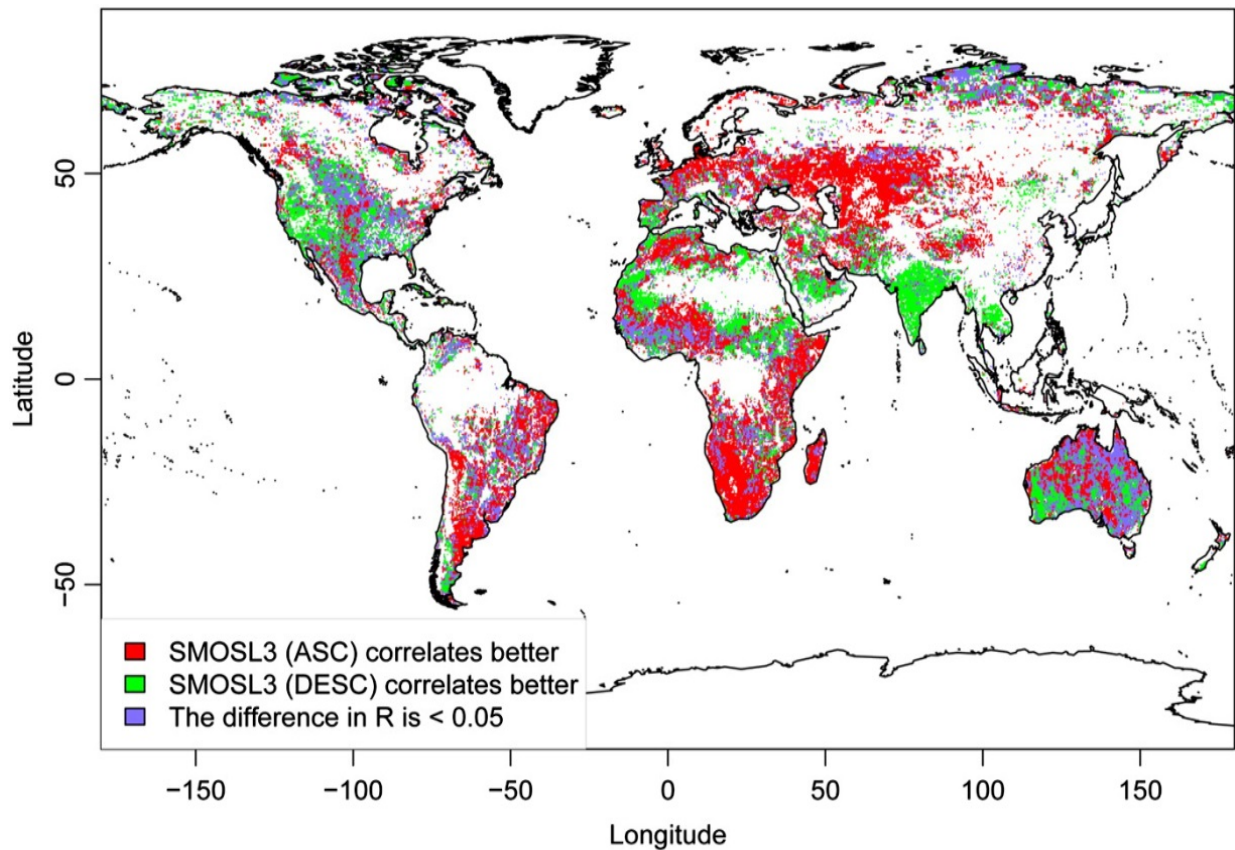 Latitude
50
0
−50
SMOSL3 (ASC) correlates better
SMOSL3 (DESC) correlates better
The difference in R is < 0.05
−150
−100
−50
0
50
100
150
Longitude